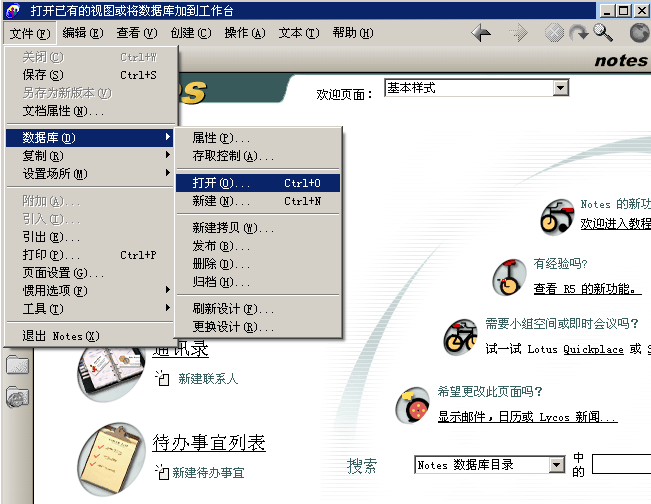 打开已有的视图或将数据库加到工作台
文件(F) 编辑(E) 查看(V) 创建(C) 操作(A) 文本(T) 帮助(H)
notes
欢迎页面： 基本样式
关闭(C) Ctrl+W
保存(S) Ctrl+S
另存为新版本(V)
文档属性(N)...
数据库(D)
复制(R)
设置场所(M)
附加(A)...
引入(I)...
引出(E)...
打印(P)... Ctrl+P
页面设置(G)...
惯用选项(F)
工具(T)
退出 Notes(X)
属性(P)...
存取控制(A)...
打开(O)... Ctrl+O
新建(N)... Ctrl+N
新建拷贝(W)...
发布(B)...
删除(D)...
归档(H)...
刷新设计(F)...
更换设计(R)...
通讯录
新建联系人
待办事宜列表
新建待办事宜
Notes 的新功
欢迎进入教程
有经验吗?
查看 R5 的新功能。
需要小组空间或即时会议吗?
试一试 Lotus Quickplace 或
希望更改此页面吗?
显示邮件，日历或 Lycos 新闻...
搜索 Notes 数据库目录 中的